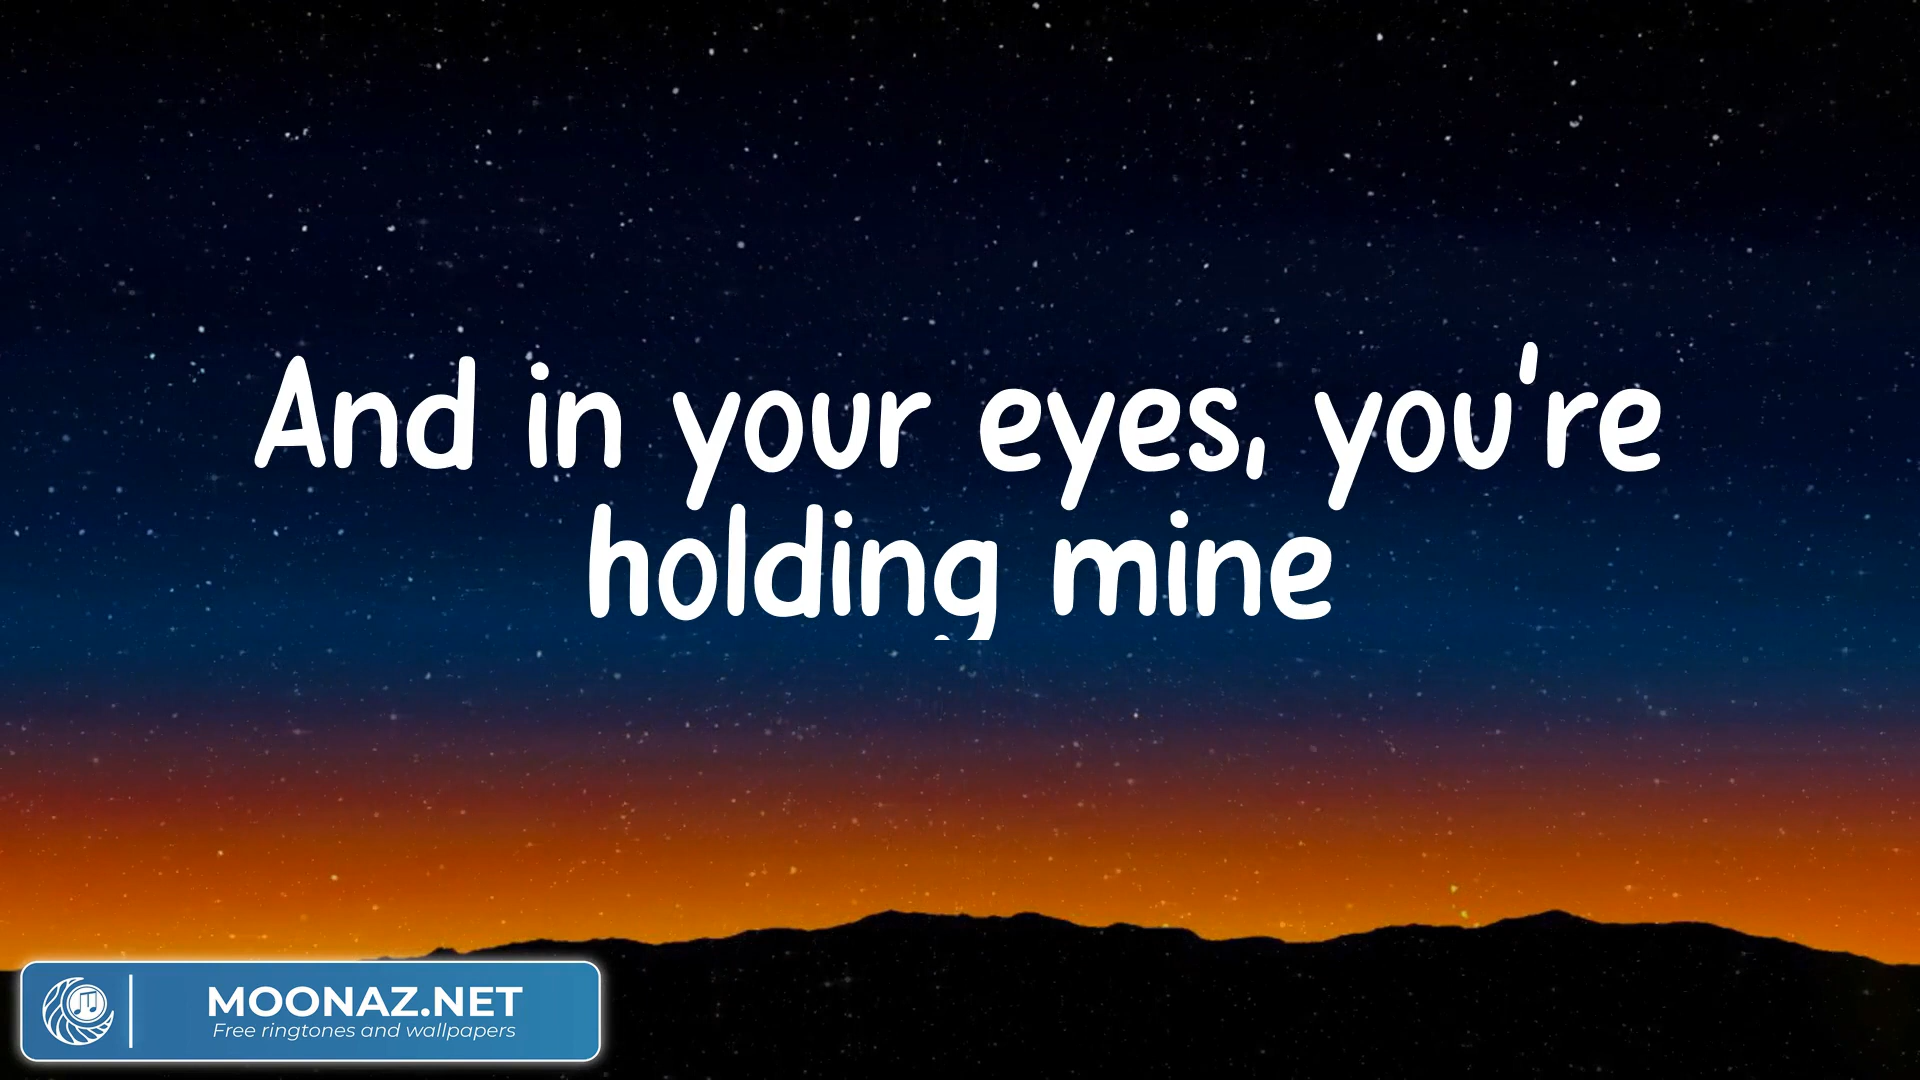 And in your eyes, you're
holding mine
MOONAZ.NET
Free ringtones and wallpapers